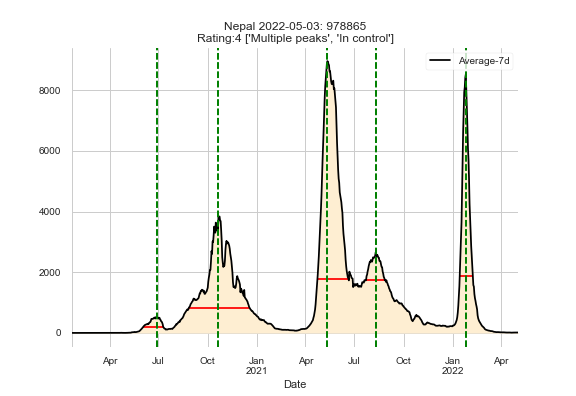 Nepal 2022-05-03: 978865
Rating:4 ['Multiple peaks', 'In control']
Average-7d
8000
6000
4000
2000
0
Apr Jul Oct Jan Apr Jul Oct Jan Apr
2021 2022
Date